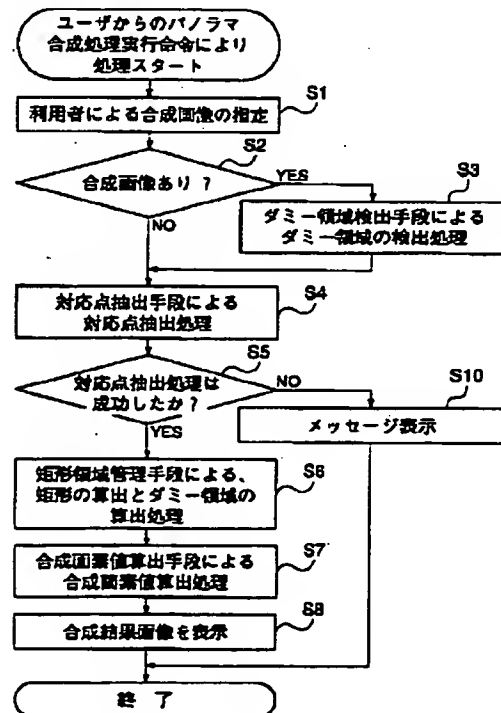 ユーザからのパノラマ
合成処理実行命令により
処理スタート
S1
利用者による合成画像の指定
S2
合成画像あり？
YES
NO
S3
ダミー領域検出手段による
ダミー領域の検出処理
S4
対応点抽出手段による
対応点抽出処理
S5
対応点抽出処理は
成功したか？
NO
YES
S10
メッセージ表示
S6
矩形領域管理手段による、
矩形の算出とダミー領域の
算出処理
S7
合成画素値算出手段による
合成画素値算出処理
S8
合成結果画像を表示
終了